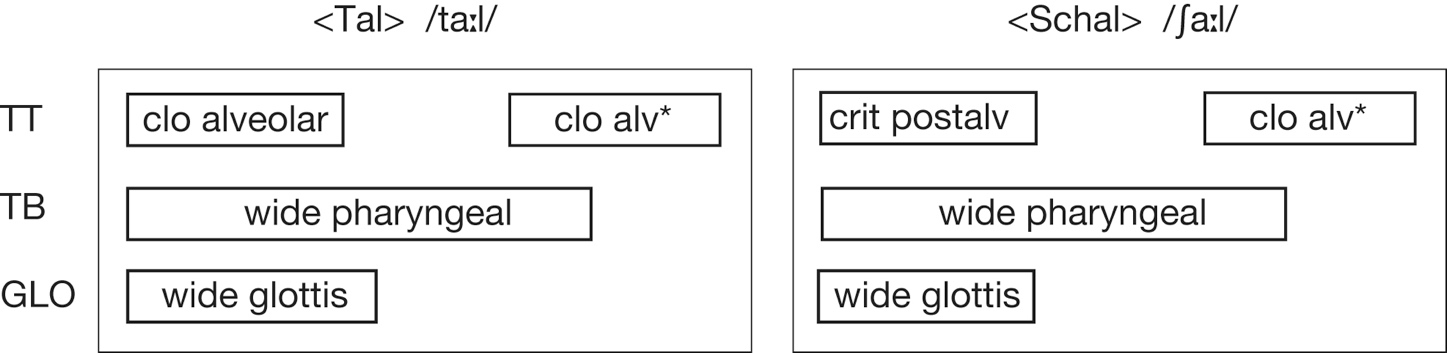 <Tal> /taːl/ <Schal> /ʃaːl/
TT clo alveolar clo alv* crit postalv clo alv*
TB wide pharyngeal wide pharyngeal
GLO wide glottis wide glottis